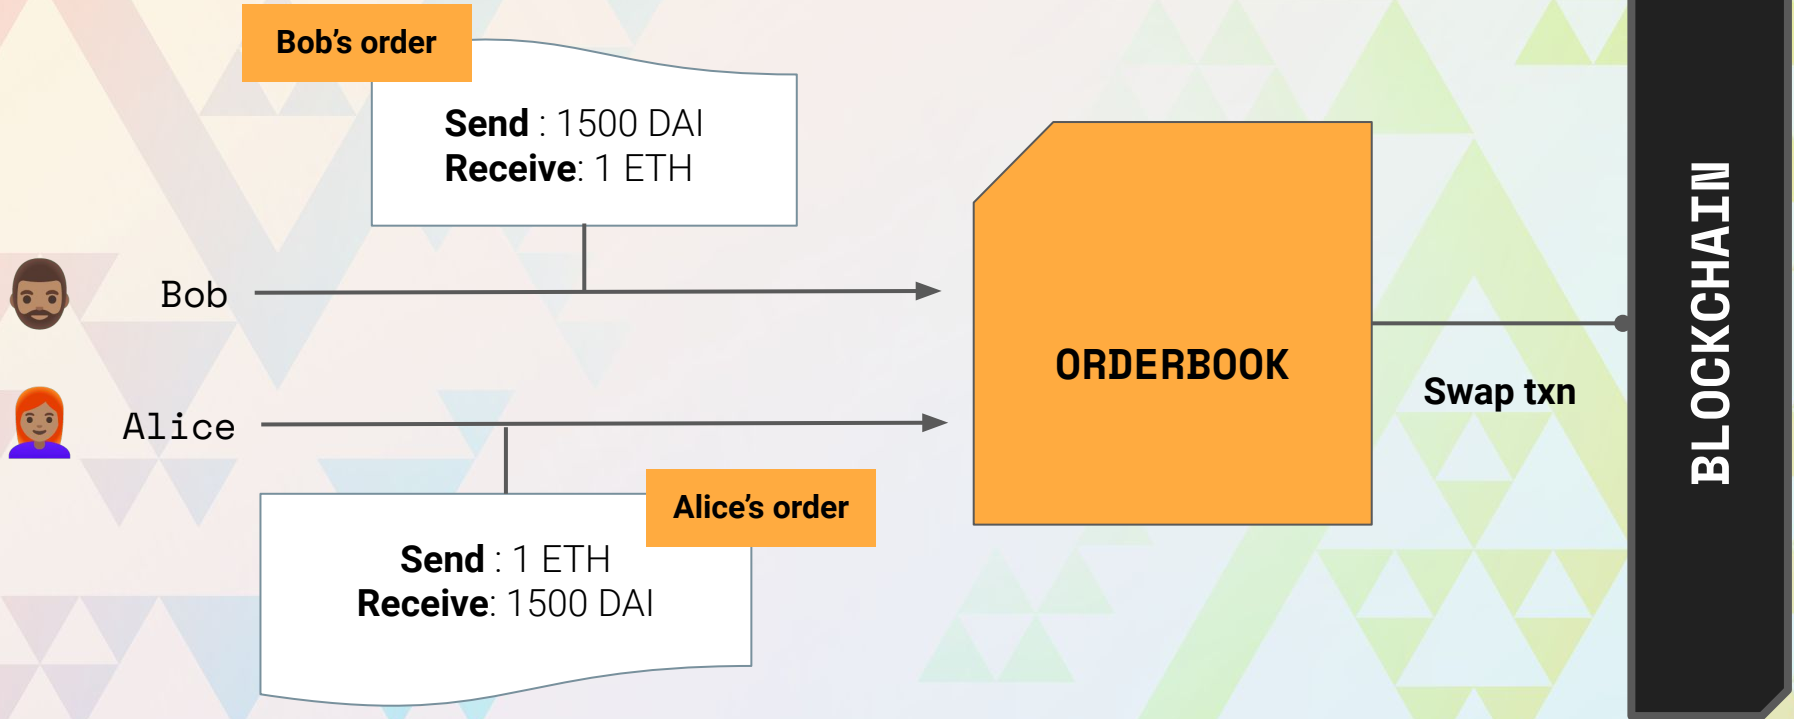 Bob’s order
Send : 1500 DAI
Receive: 1 ETH
Bob
Alice
Alice’s order
Send : 1 ETH
Receive: 1500 DAI
ORDERBOOK
Swap txn
BLOCKCHAIN